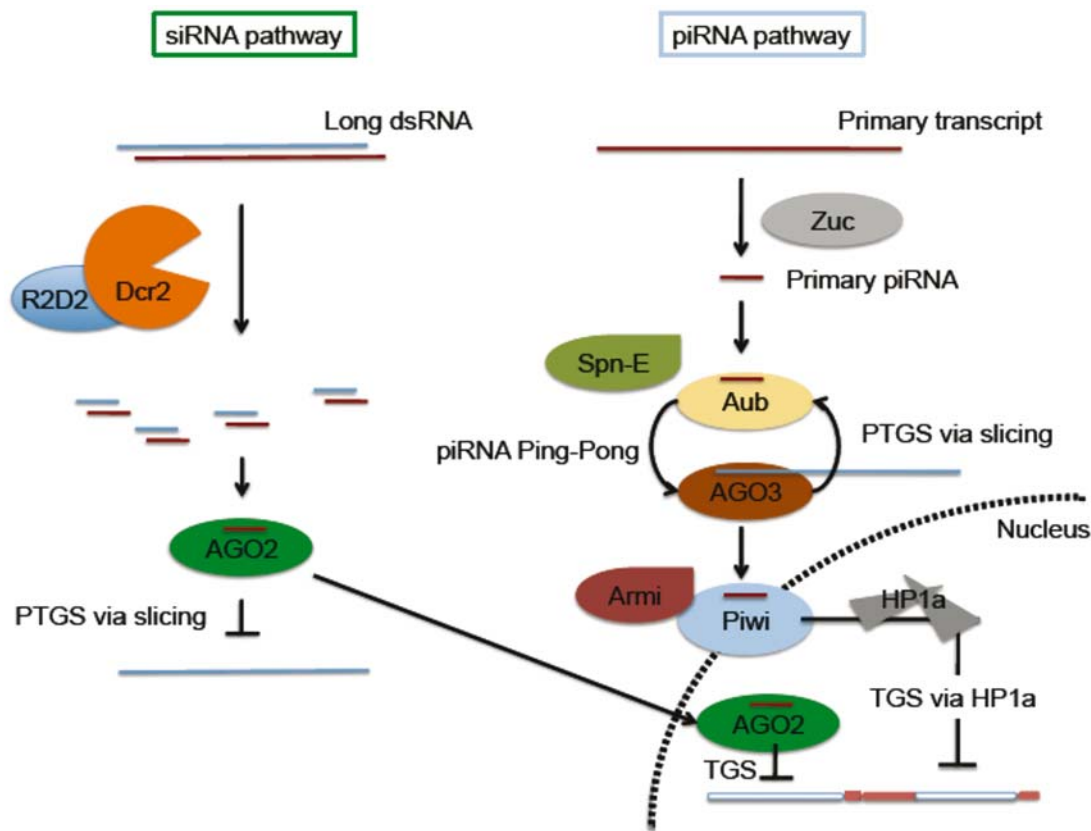 siRNA pathway
piRNA pathway
Long dsRNA
Primary transcript
Zuc
R2D2
Dcr2
Primary piRNA
Spn-E
Aub
piRNA Ping-Pong
PTGS via slicing
AGO3
Nucleus
AGO2
Armi
HP1a
PTGS via slicing
Piwi
TGS via HP1a
AGO2
TGS